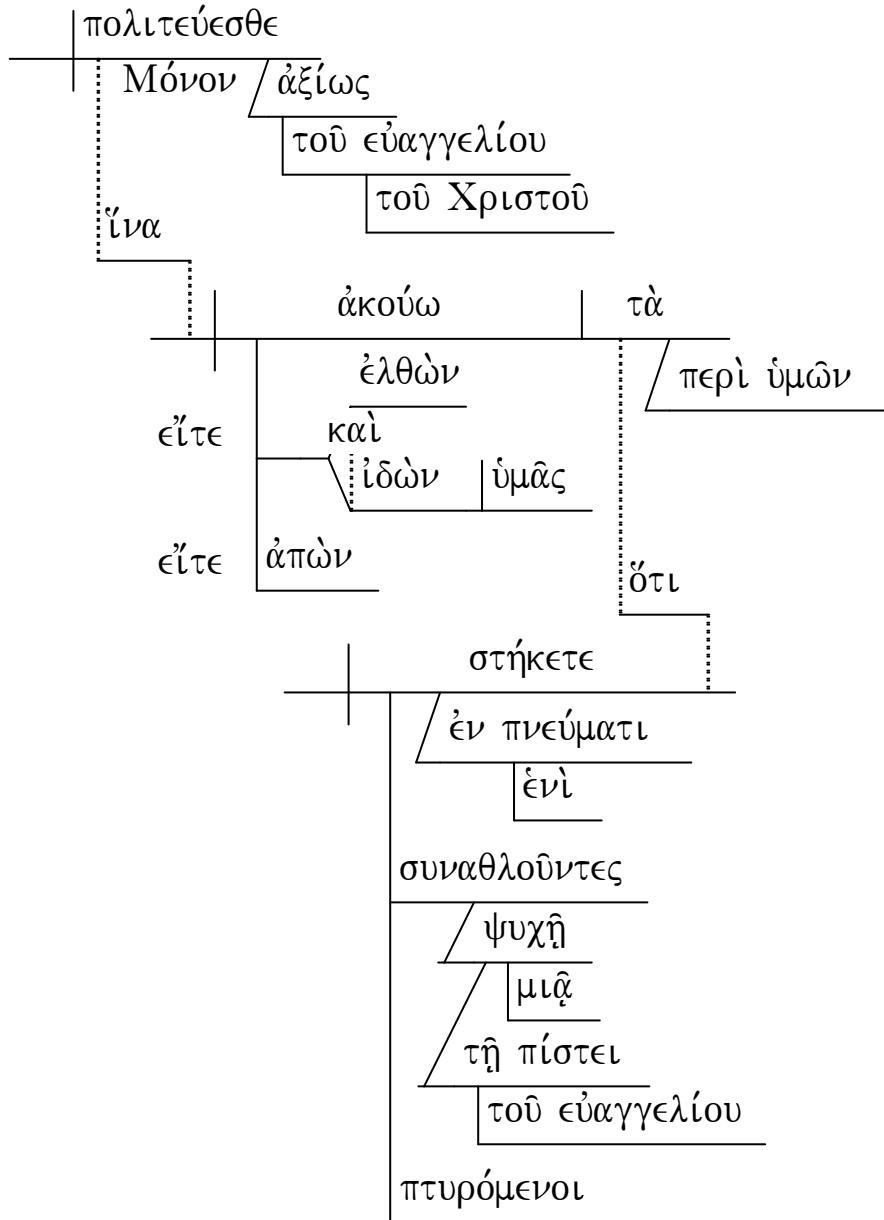 πολιτεύεσθε
Μόνον ἀξίως
τοῦ εὐαγγελίου
τοῦ Χριστοῦ
ἵνα
ἀκούω τὰ
ἐλθὼν περὶ ὑμῶν
εἴτε καὶ
ἰδὼν ὑμᾶς
εἴτε ἀπὼν
ὅτι
στήκετε
ἐν πνεύματι
ἑνὶ
συναθλοῦντες
ψυχῇ
μιᾷ
τῇ πίστει
τοῦ εὐαγγελίου
πτυρόμενοι